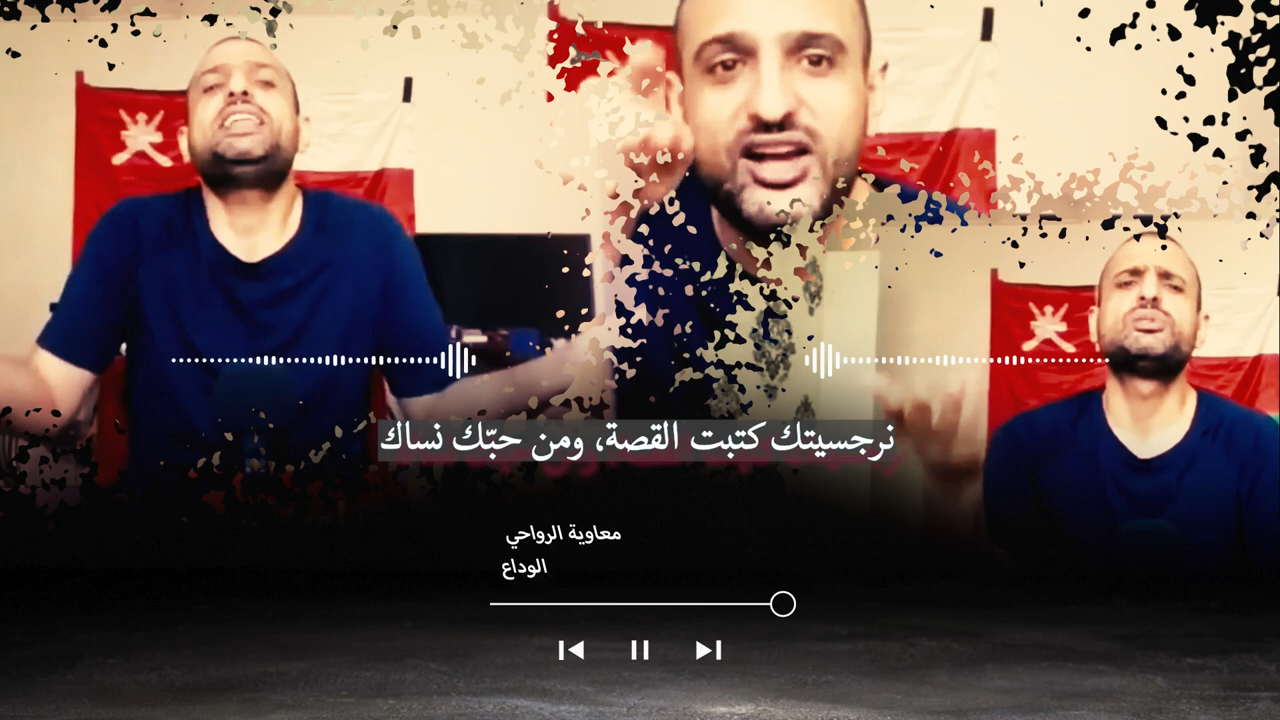 نرجسيتك كتبت القصة، ومن حبّك نساك
معاوية الرواحي
الوداع